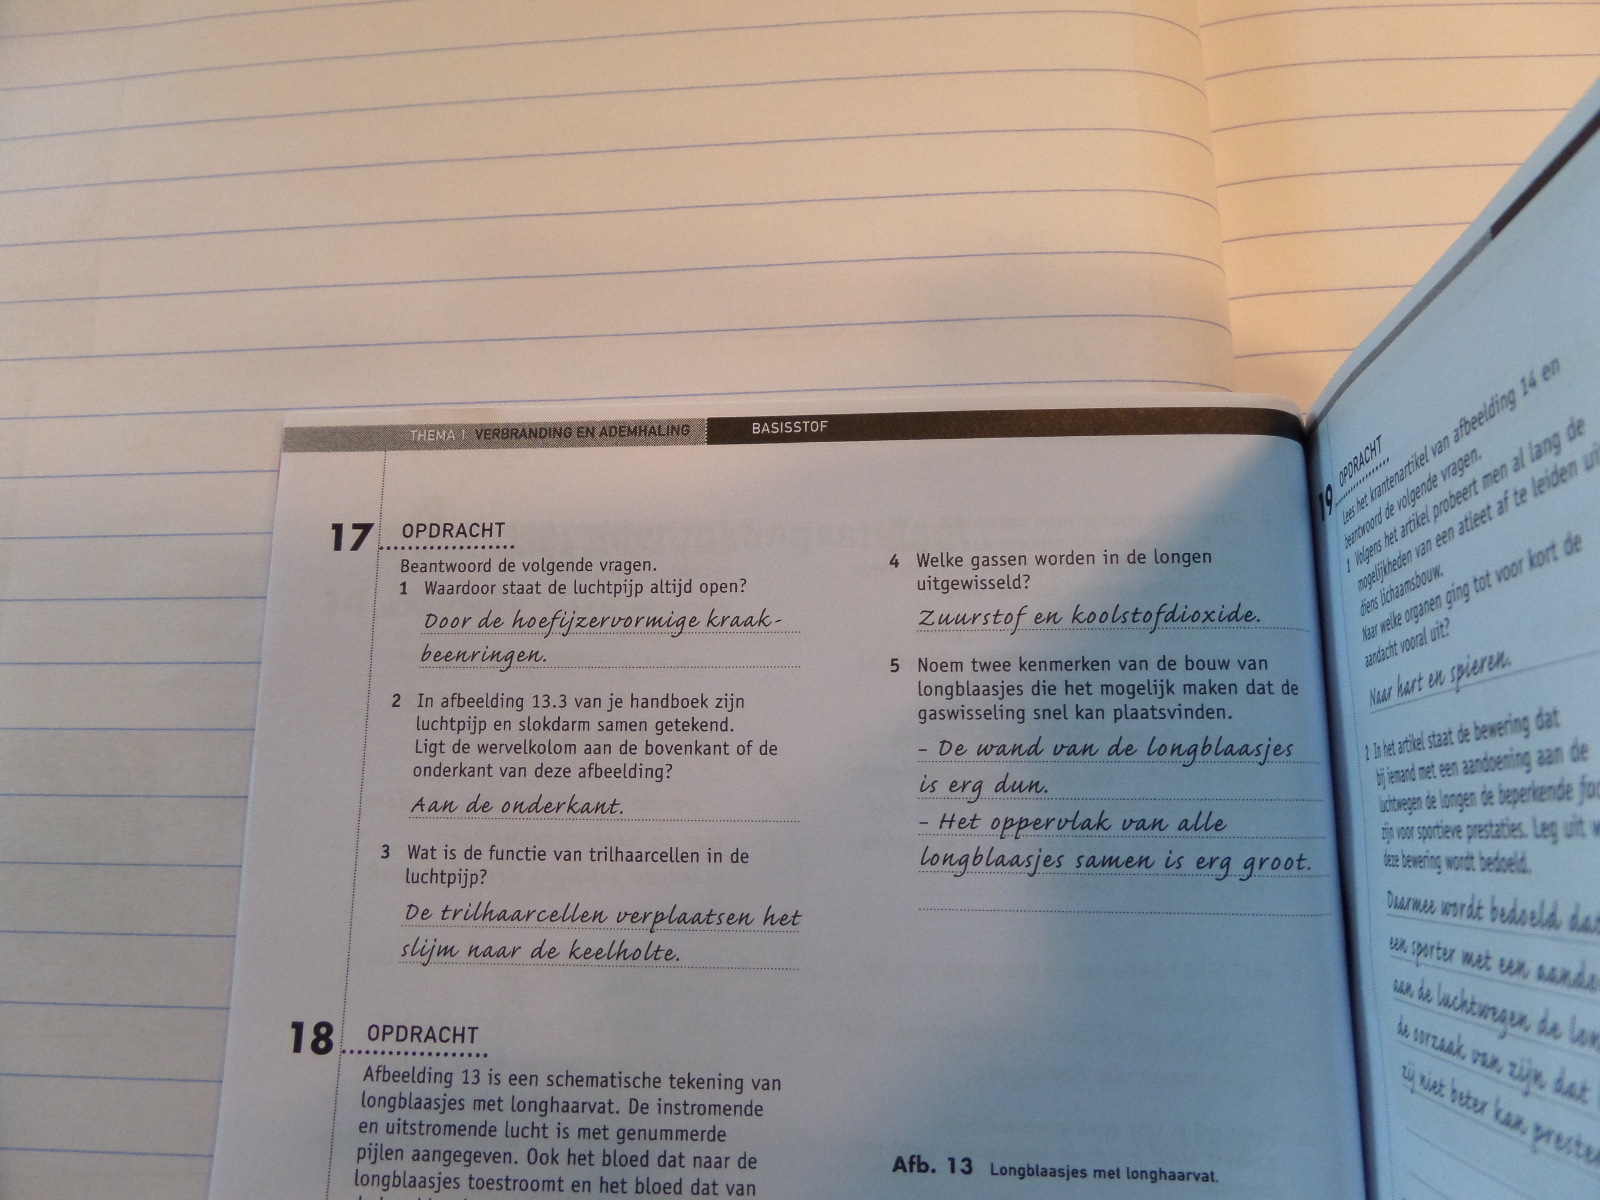 THEMA 1 VERBRANDING EN ADEMHALING BASISSTOF
17 OPDRACHT
Beantwoord de volgende vragen.
1 Waardoor staat de luchtpijp altijd open?
Door de hoefijzervormige kraak-
beenringen.
2 In afbeelding 13.3 van je handboek zijn
luchtpijp en slokdarm samen getekend.
Ligt de wervelkolom aan de bovenkant of de
onderkant van deze afbeelding?
Aan de onderkant.
3 Wat is de functie van trilhaarcellen in de
luchtpijp?
De trilhaarcellen verplaatsen het
slijm naar de keelholte.
18 OPDRACHT
Afbeelding 13 is een schematische tekening van
longblaasjes met longhaarvat. De instromende
en uitstromende lucht is met genummerde
pijlen aangegeven. Ook het bloed dat naar de
longblaasjes toestroomt en het bloed dat van
4 Welke gassen worden in de longen
uitgewisseld?
Zuurstof en koolstofdioxide.
5 Noem twee kenmerken van de bouw van
longblaasjes die het mogelijk maken dat de
gaswisseling snel kan plaatsvinden.
- De wand van de longblaasjes
is erg dun.
- Het oppervlak van alle
longblaasjes samen is erg groot.
Afb. 13 Longblaasjes met longhaarvat.
19 OPDRACHT
Lees het krantenartikel van afbeelding 14 en
beantwoord de volgende vragen.
1 Volgens het artikel probeert men al lang de
mogelijkheden van een atleet af te leiden uit
diens lichaamsbouw.
Naar welke organen ging tot voor kort de
aandacht vooral uit?
Naar hart en spieren.
2 In het artikel staat de bewering dat
bij iemand met een aandoening aan de
luchtwegen de longen de beperkende
zijn voor sportieve prestaties. Leg uit
deze bewering wordt bedoeld.
Daarmee wordt bedoeld dat
een sporter met een
aan de luchtwegen de
de oorzaak van zijn dat
zij niet beter kan